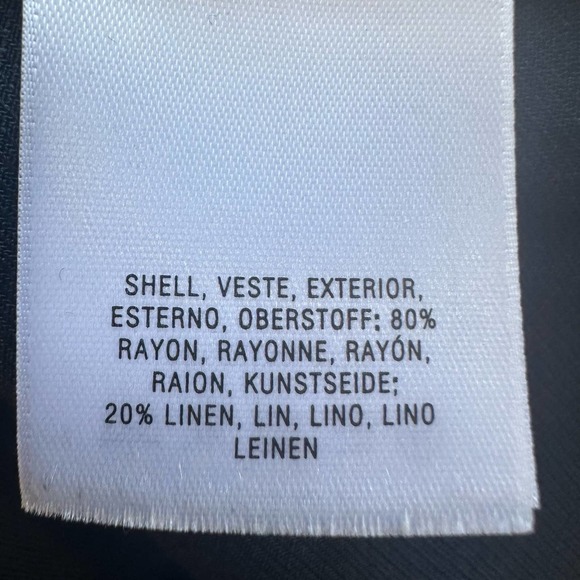 SHELL, VESTE, EXTERIOR,
ESTERNO, OBERSTOFF: 80%
RAYON, RAYONNE, RAYÓN,
RAION, KUNSTSEIDE;
20% LINEN, LIN, LINO, LINO
LEINEN